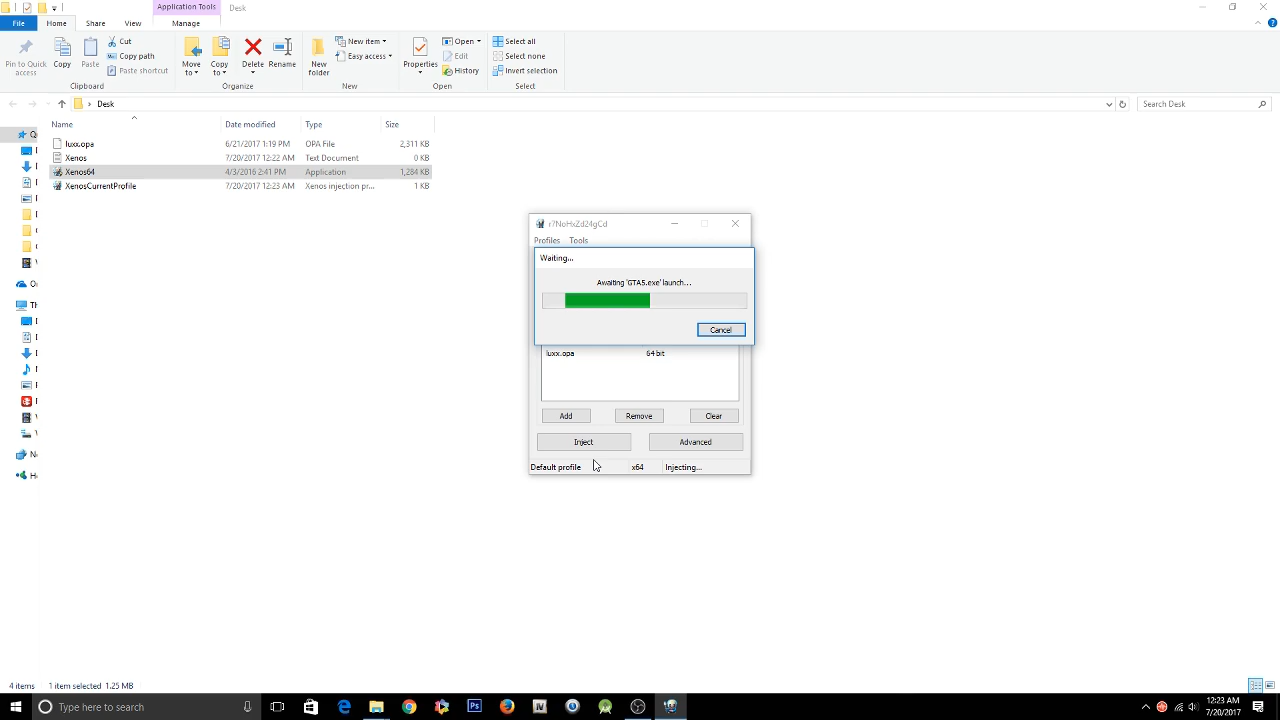 Application Tools
Desk
File
Home
Share
View
Manage
Pin to Quick access
Copy
Paste
Cut
Copy path
Paste shortcut
Clipboard
Move to
Copy to
Delete
Rename
Organize
New folder
New item
Easy access
New
Properties
Open
Edit
History
Open
Select all
Select none
Invert selection
Select
Desk
Search Desk
Name
Date modified
Type
Size
luxx.opa 6/21/2017 1:19 PM OPA File 2,311 KB
Xenos 7/20/2017 12:22 AM Text Document 0 KB
Xenos64 4/3/2016 2:41 PM Application 1,284 KB
XenosCurrentProfile 7/20/2017 12:23 AM Xenos injection pr... 1 KB
r7NoHxZd24gCd
Profiles Tools
Waiting...
Awaiting 'GTA5.exe' launch...
Cancel
luxx.opa 64 bit
Add
Remove
Clear
Inject
Advanced
Default profile
x64
Injecting...
4 items
1 item selected 1.25 MB
Type here to search
12:23 AM
7/20/2017